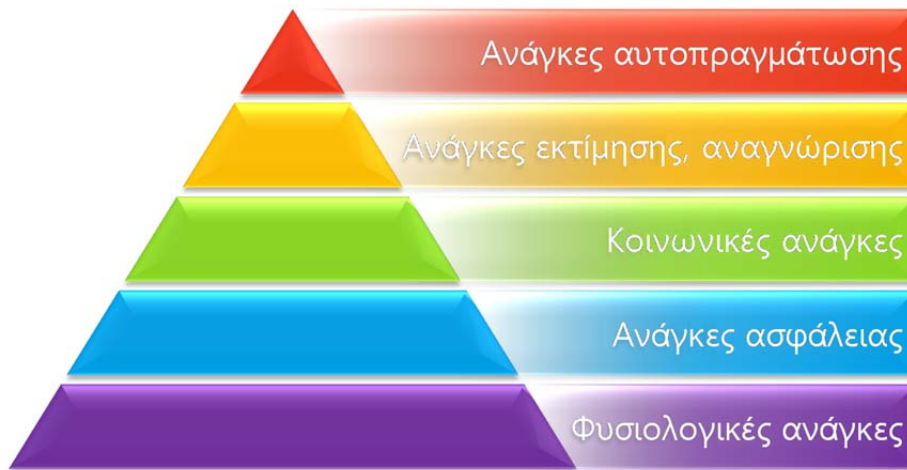 Ανάγκες αυτοπραγμάτωσης
Ανάγκες εκτίμησης, αναγνώρισης
Κοινωνικές ανάγκες
Ανάγκες ασφάλειας
Φυσιολογικές ανάγκες